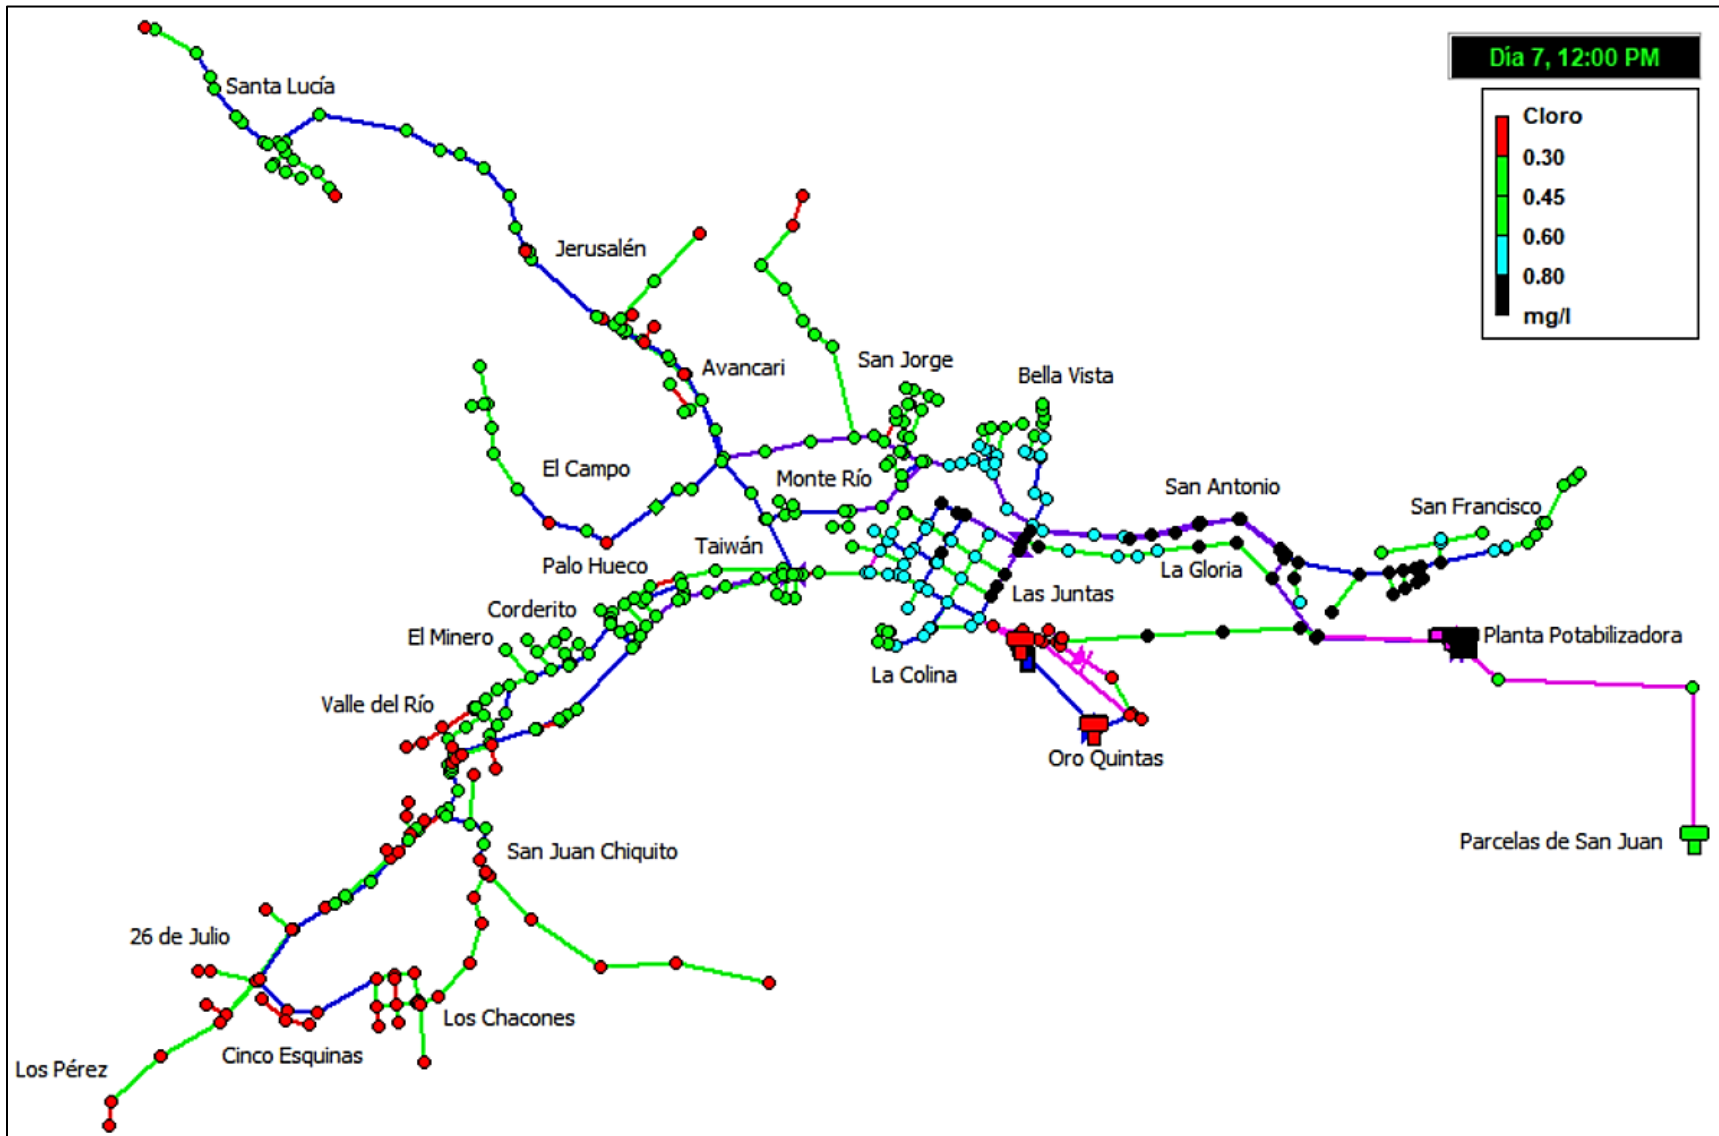 Día 7, 12:00 PM
Cloro
0.30
0.45
0.60
0.80
mg/l
Santa Lucía
Jerusalén
Avancari
San Jorge
Bella Vista
El Campo
Monte Río
San Antonio
San Francisco
Taiwán
Palo Hueco
La Gloria
Las Juntas
Corderito
El Minero
Planta Potabilizadora
La Colina
Valle del Río
Oro Quintas
Parcelas de San Juan
San Juan Chiquito
26 de Julio
Los Chacones
Cinco Esquinas
Los Pérez